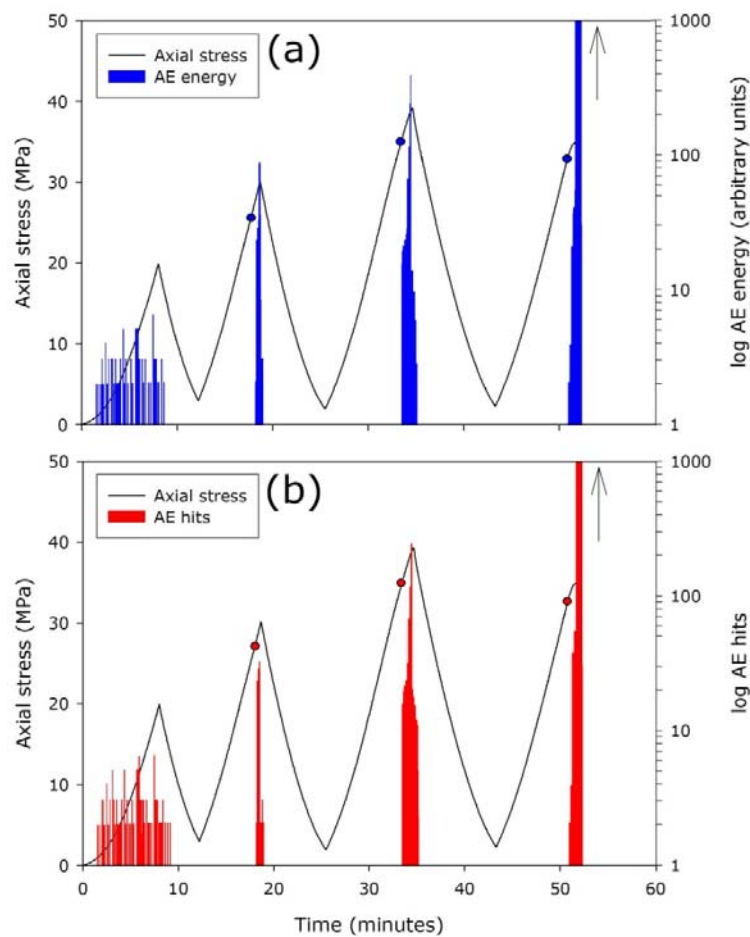 50
40
30
20
10
0
Axial stress (MPa)
Axial stress
AE energy
(a)
1000
100
10
1
log AE energy (arbitrary units)
50
40
30
20
10
0
Axial stress (MPa)
Axial stress
AE hits
(b)
1000
100
10
1
log AE hits
0 10 20 30 40 50 60
Time (minutes)